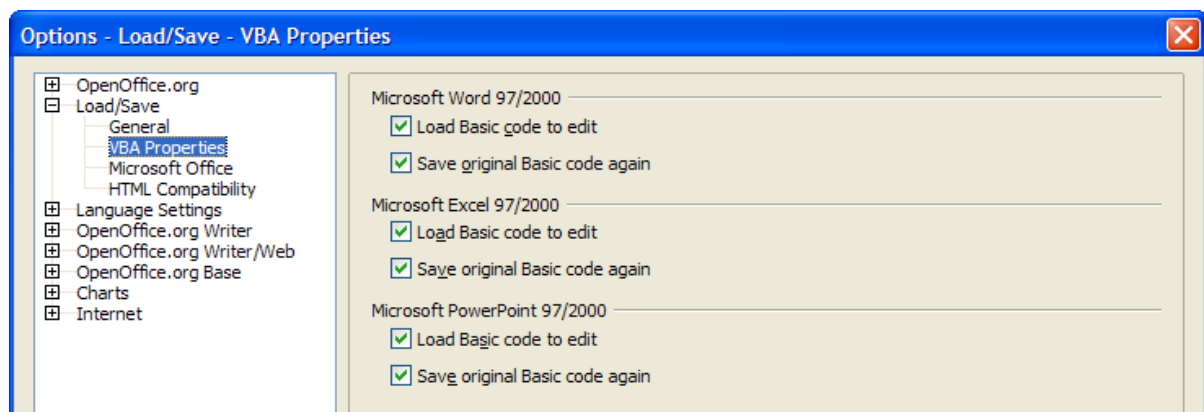 Options - Load/Save - VBA Properties
OpenOffice.org
Load/Save
General
VBA Properties
Microsoft Office
HTML Compatibility
Language Settings
OpenOffice.org Writer
OpenOffice.org Writer/Web
OpenOffice.org Base
Charts
Internet
Microsoft Word 97/2000
Load Basic code to edit
Save original Basic code again
Microsoft Excel 97/2000
Load Basic code to edit
Save original Basic code again
Microsoft PowerPoint 97/2000
Load Basic code to edit
Save original Basic code again